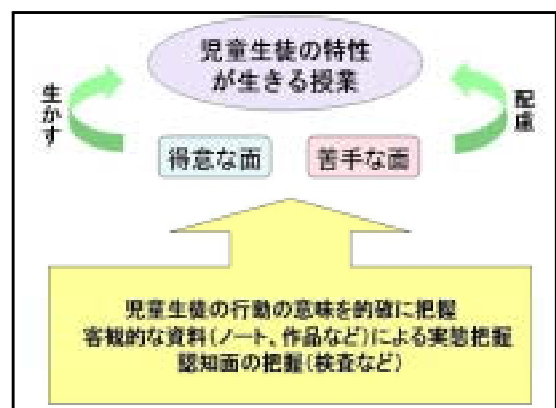 児童生徒の特性
が生きる授業
生かす
配慮
得意な面
苦手な面
児童生徒の行動の意味を的確に把握
客観的な資料(ノート、作品など)による実態把握
認知面の把握(検査など)